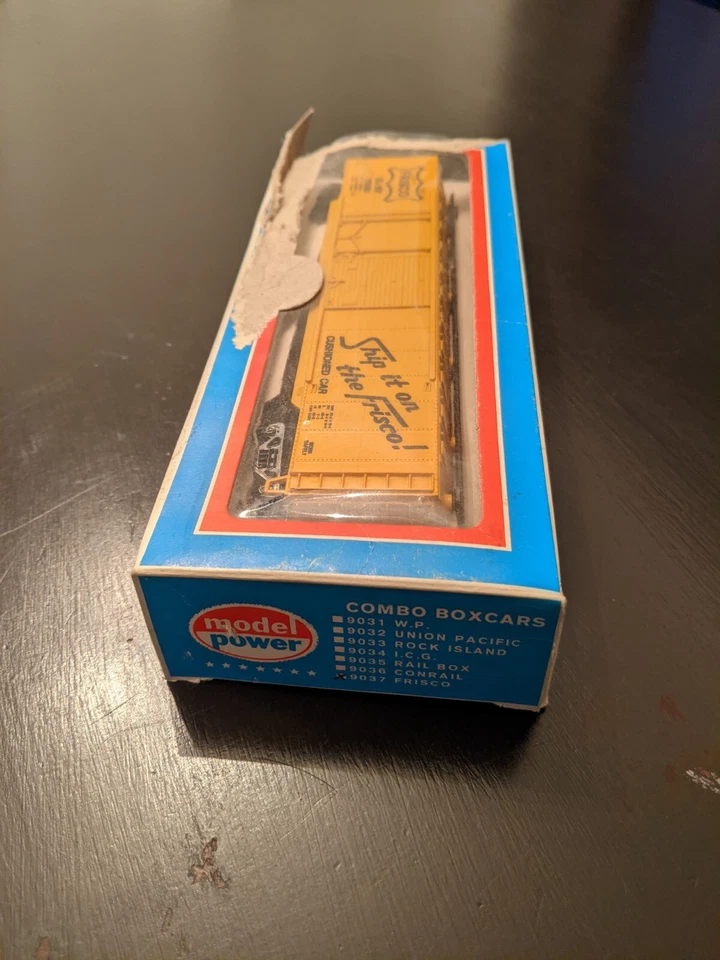 FRISCO
Ship it on
the Frisco!
CUSHIONED CAR
model
power
COMBO BOXCARS
9031 W.P.
9032 UNION PACIFIC
9033 ROCK ISLAND
9034 I.C.G.
9035 RAIL BOX
9036 CONRAIL
9037 FRISCO